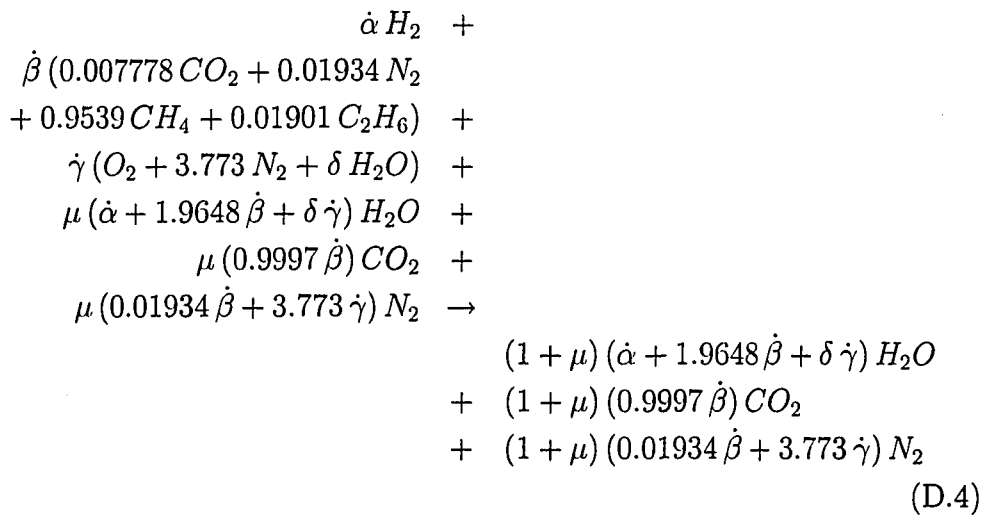 α̇ H₂ +
β̇ (0.007778 CO₂ + 0.01934 N₂
+ 0.9539 CH₄ + 0.01901 C₂H₆) +
γ̇ (O₂ + 3.773 N₂ + δ H₂O) +
μ (α̇ + 1.9648 β̇ + δ γ̇) H₂O +
μ (0.9997 β̇) CO₂ +
μ (0.01934 β̇ + 3.773 γ̇) N₂ →
(1 + μ) (α̇ + 1.9648 β̇ + δ γ̇) H₂O
+ (1 + μ) (0.9997 β̇) CO₂
+ (1 + μ) (0.01934 β̇ + 3.773 γ̇) N₂
(D.4)